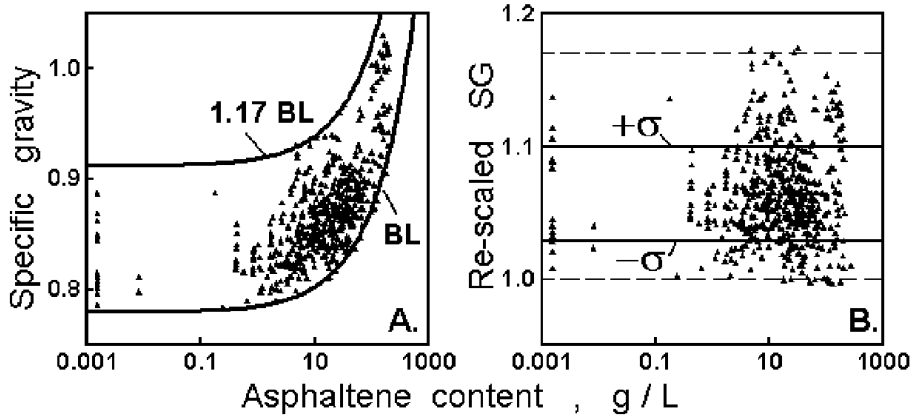 Specific gravity
1.0
0.9
0.8
1.17 BL
BL
A.
0.001 0.1 10 1000
Re-scaled SG
1.2
1.1
1.0
+σ
−σ
B.
0.001 0.1 10 1000
Asphaltene content , g / L